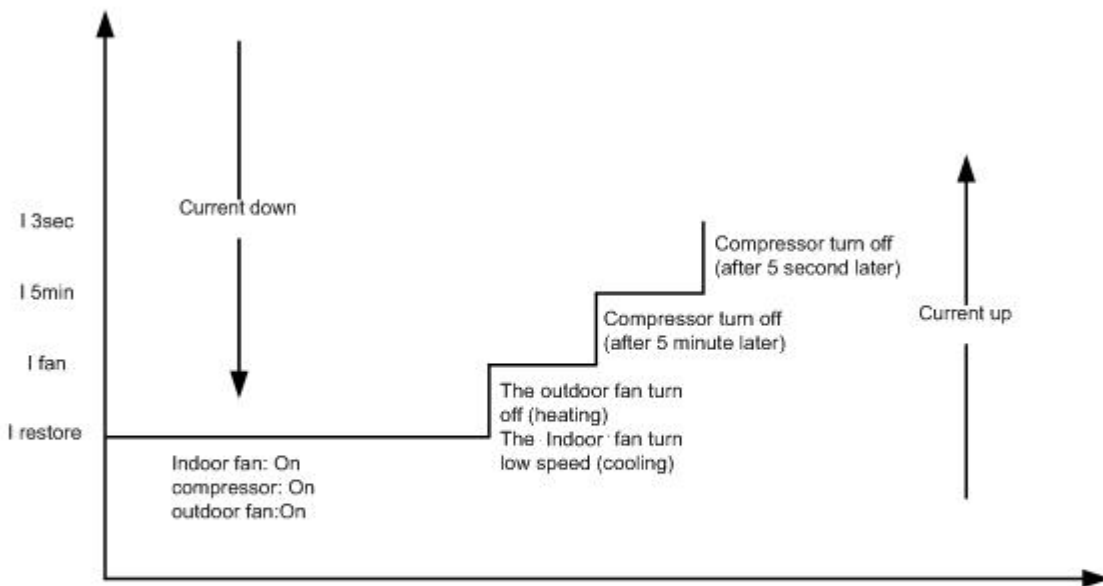 Current down
I 3sec
Compressor turn off
(after 5 second later)
I 5min
Current up
Compressor turn off
(after 5 minute later)
I fan
The outdoor fan turn
off (heating)
The Indoor fan turn
low speed (cooling)
I restore
Indoor fan: On
compressor: On
outdoor fan:On